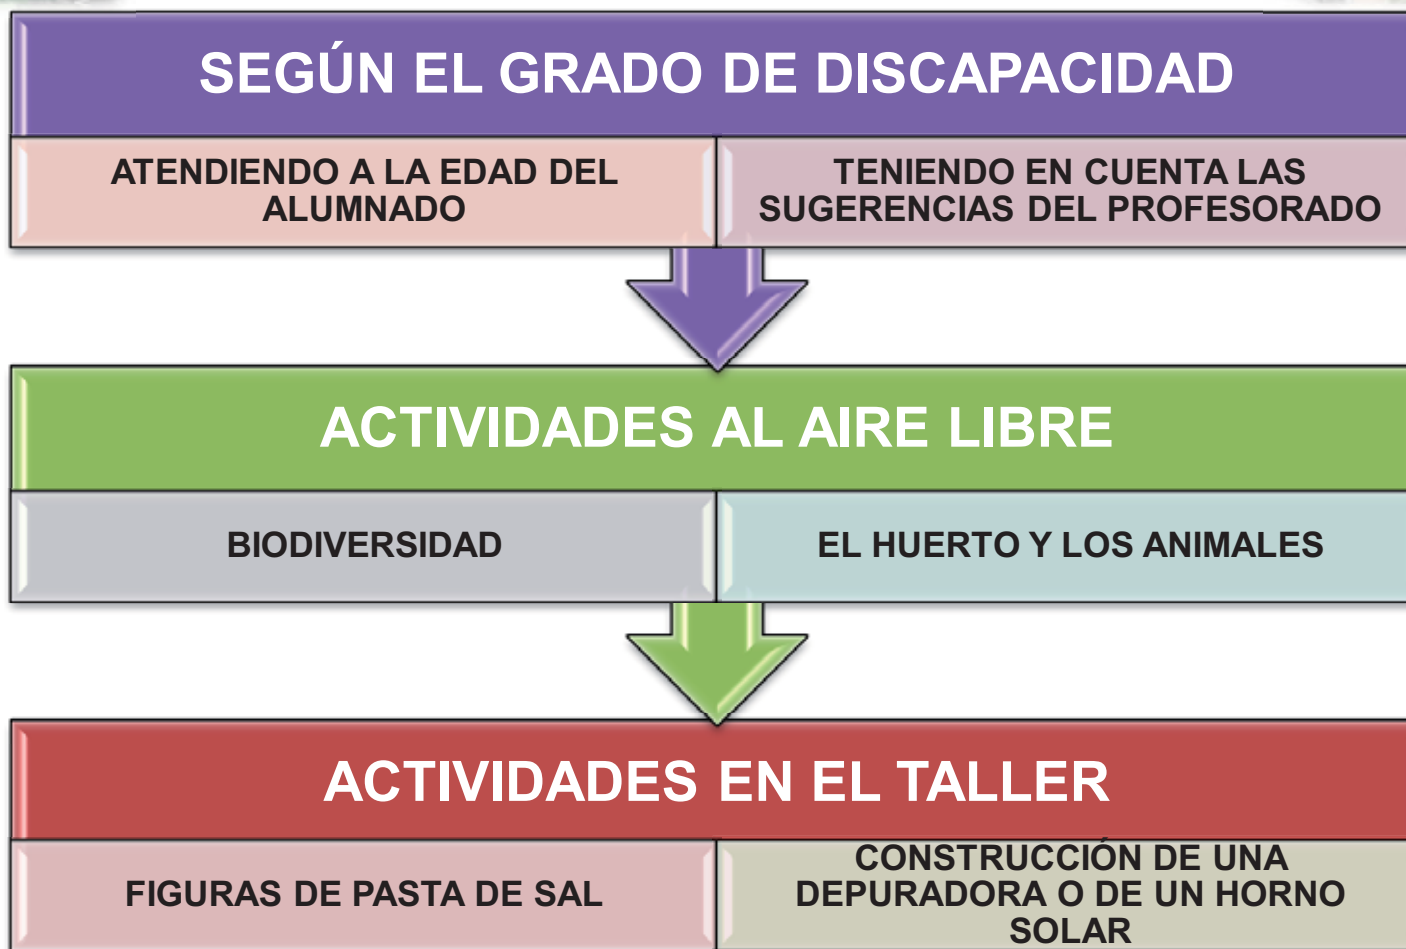 SEGÚN EL GRADO DE DISCAPACIDAD
ATENDIENDO A LA EDAD DEL
ALUMNADO
TENIENDO EN CUENTA LAS
SUGERENCIAS DEL PROFESORADO
ACTIVIDADES AL AIRE LIBRE
BIODIVERSIDAD
EL HUERTO Y LOS ANIMALES
ACTIVIDADES EN EL TALLER
FIGURAS DE PASTA DE SAL
CONSTRUCCIÓN DE UNA
DEPURADORA O DE UN HORNO
SOLAR